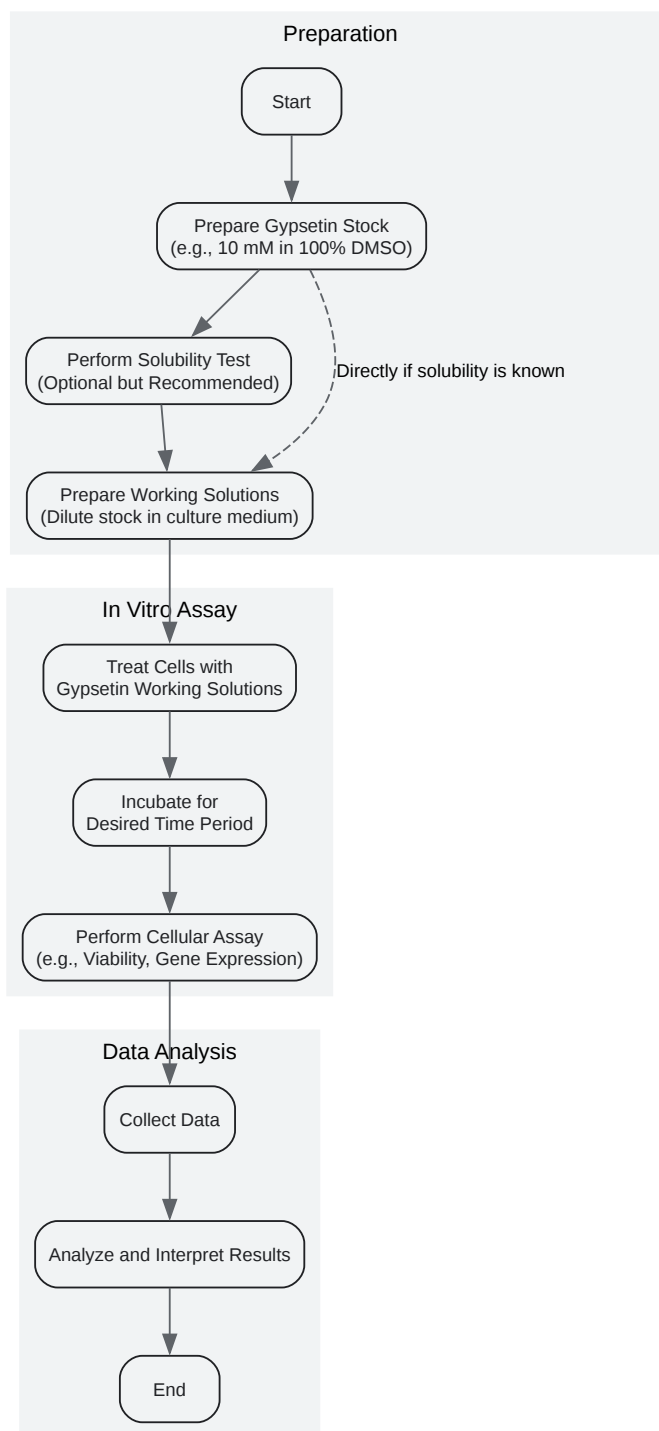 Preparation
Start
Prepare Gypsetin Stock
(e.g., 10 mM in 100% DMSO)
Perform Solubility Test
(Optional but Recommended)
Directly if solubility is known
Prepare Working Solutions
(Dilute stock in culture medium)
In Vitro Assay
Treat Cells with
Gypsetin Working Solutions
Incubate for
Desired Time Period
Perform Cellular Assay
(e.g., Viability, Gene Expression)
Data Analysis
Collect Data
Analyze and Interpret Results
End